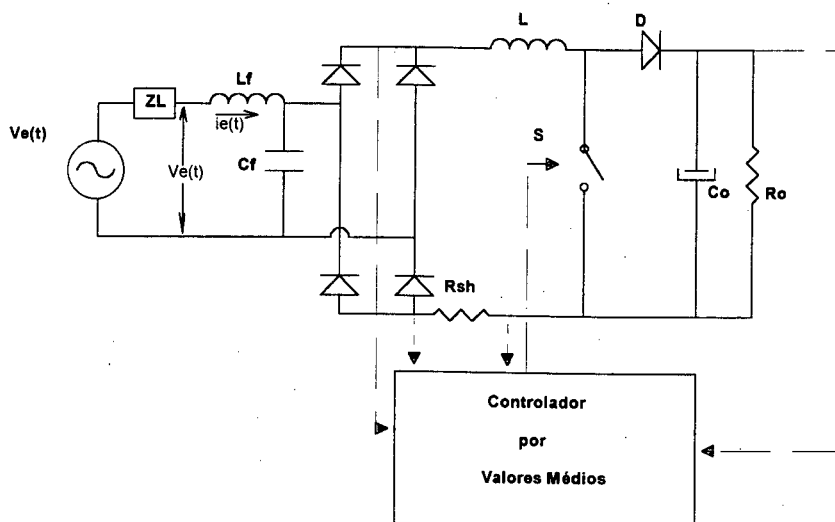 L
D
Lf
ZL
ie(t)
Ve(t)
Ve(t)
Cf
S
Co
Ro
Rsh
Controlador
por
Valores Médios